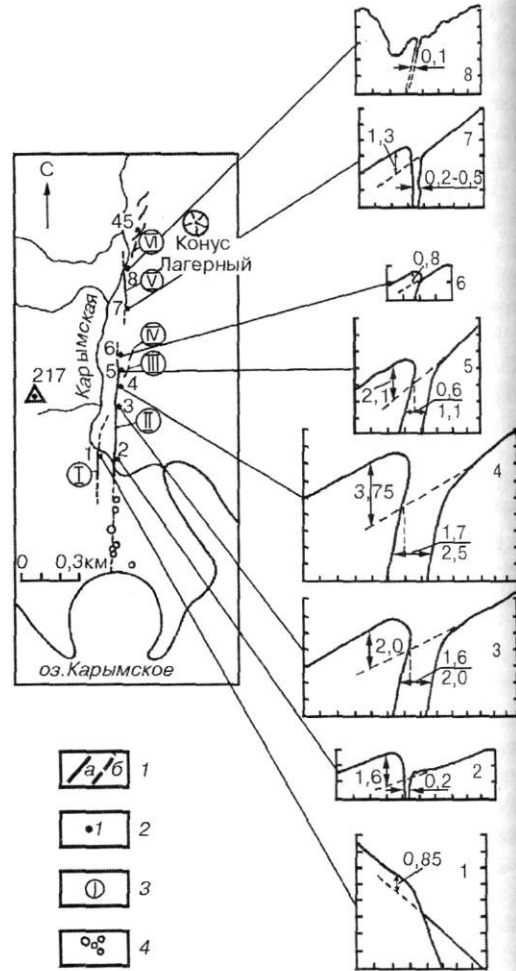 0,1
8
С
1,3
7
0,2-0,5
45
VI
Конус
Лагерный
8
V
7
0,8
6
Карымская
6
IV
5
III
4
217
3
II
5
2,1
0,6
1,1
1
2
I
3,75
4
1,7
2,5
0
0,3км
2,0
3
1,6
2,0
оз.Карымское
1,6
0,2
2
а
б
1
1
2
0,85
1
I
3
4